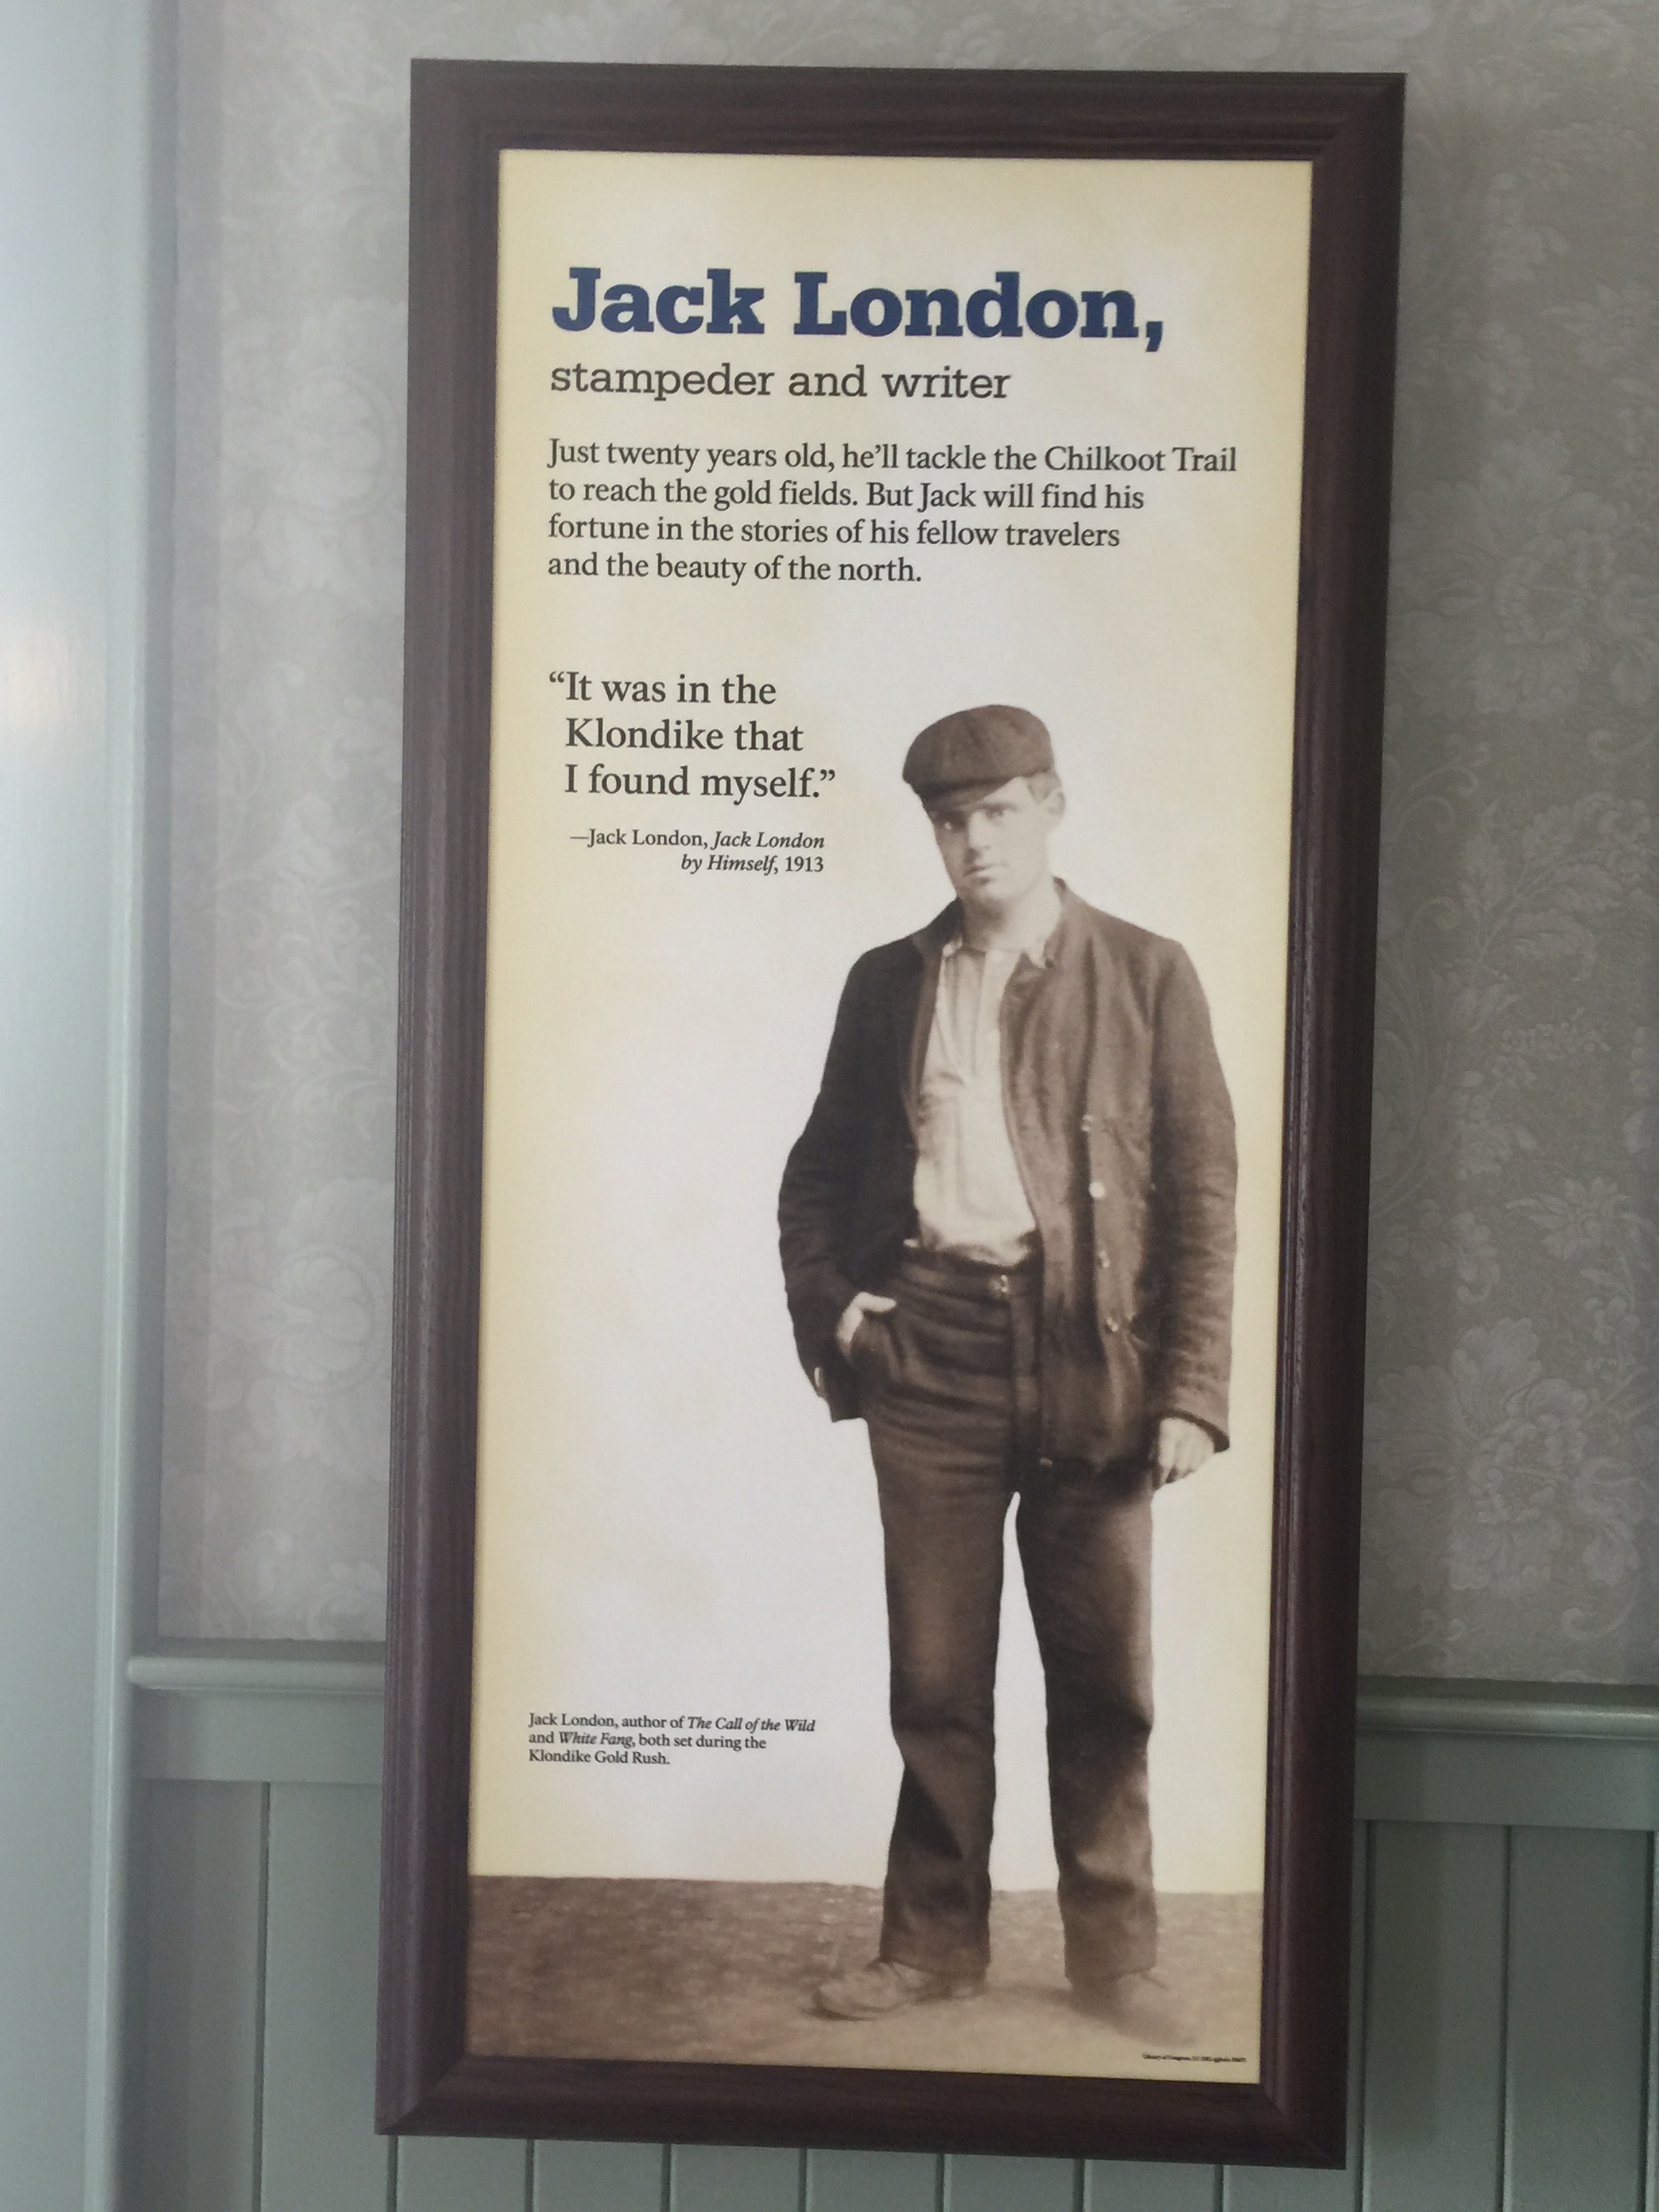 Jack London,
stampeder and writer
Just twenty years old, he’ll tackle the Chilkoot Trail
to reach the gold fields. But Jack will find his
fortune in the stories of his fellow travelers
and the beauty of the north.
“It was in the
Klondike that
I found myself.”
—Jack London, Jack London
by Himself, 1913
Jack London, author of The Call of the Wild
and White Fang, both set during the
Klondike Gold Rush.